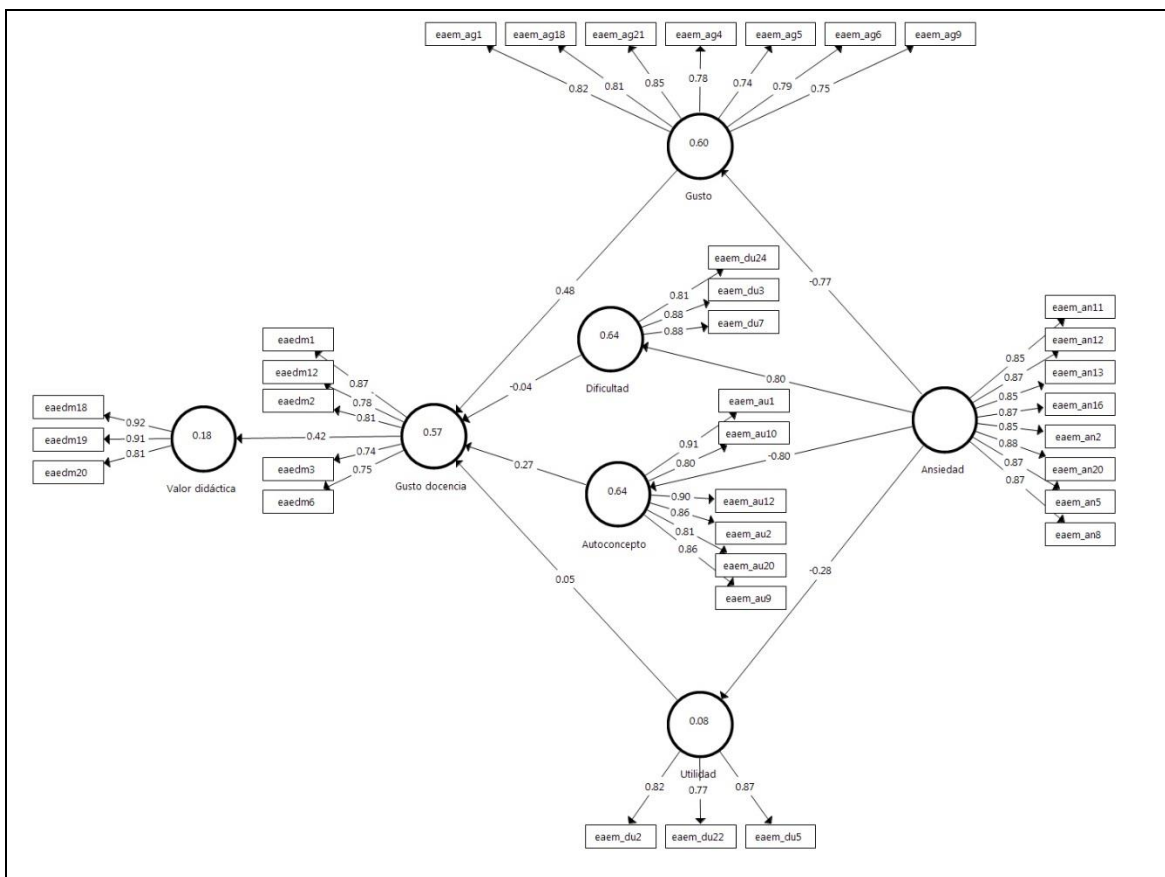 eaem_ag1 eaem_ag18 eaem_ag21 eaem_ag4 eaem_ag5 eaem_ag6 eaem_ag9
0.82 0.81 0.85 0.78 0.74 0.79 0.75
0.60
Gusto
0.48
-0.77
eaem_du24
eaem_du3
eaem_du7
0.81
0.88
0.88
0.64
Dificultad
-0.04
0.80
eaedm1
eaedm12
eaedm2
eaedm3
eaedm6
0.87
0.78
0.81
0.74
0.75
0.57
Gusto docencia
eaedm18
eaedm19
eaedm20
0.92
0.91
0.81
0.18
Valor didáctica
0.42
0.27
eaem_au1
eaem_au10
eaem_au12
eaem_au2
eaem_au20
eaem_au9
0.91
0.80
0.90
0.86
0.81
0.86
0.64
Autoconcepto
-0.80
eaem_an11
eaem_an12
eaem_an13
eaem_an16
eaem_an2
eaem_an20
eaem_an5
eaem_an8
0.85
0.87
0.85
0.87
0.85
0.88
0.87
0.87
Ansiedad
0.05
-0.28
0.08
Utilidad
0.82 0.77 0.87
eaem_du2 eaem_du22 eaem_du5